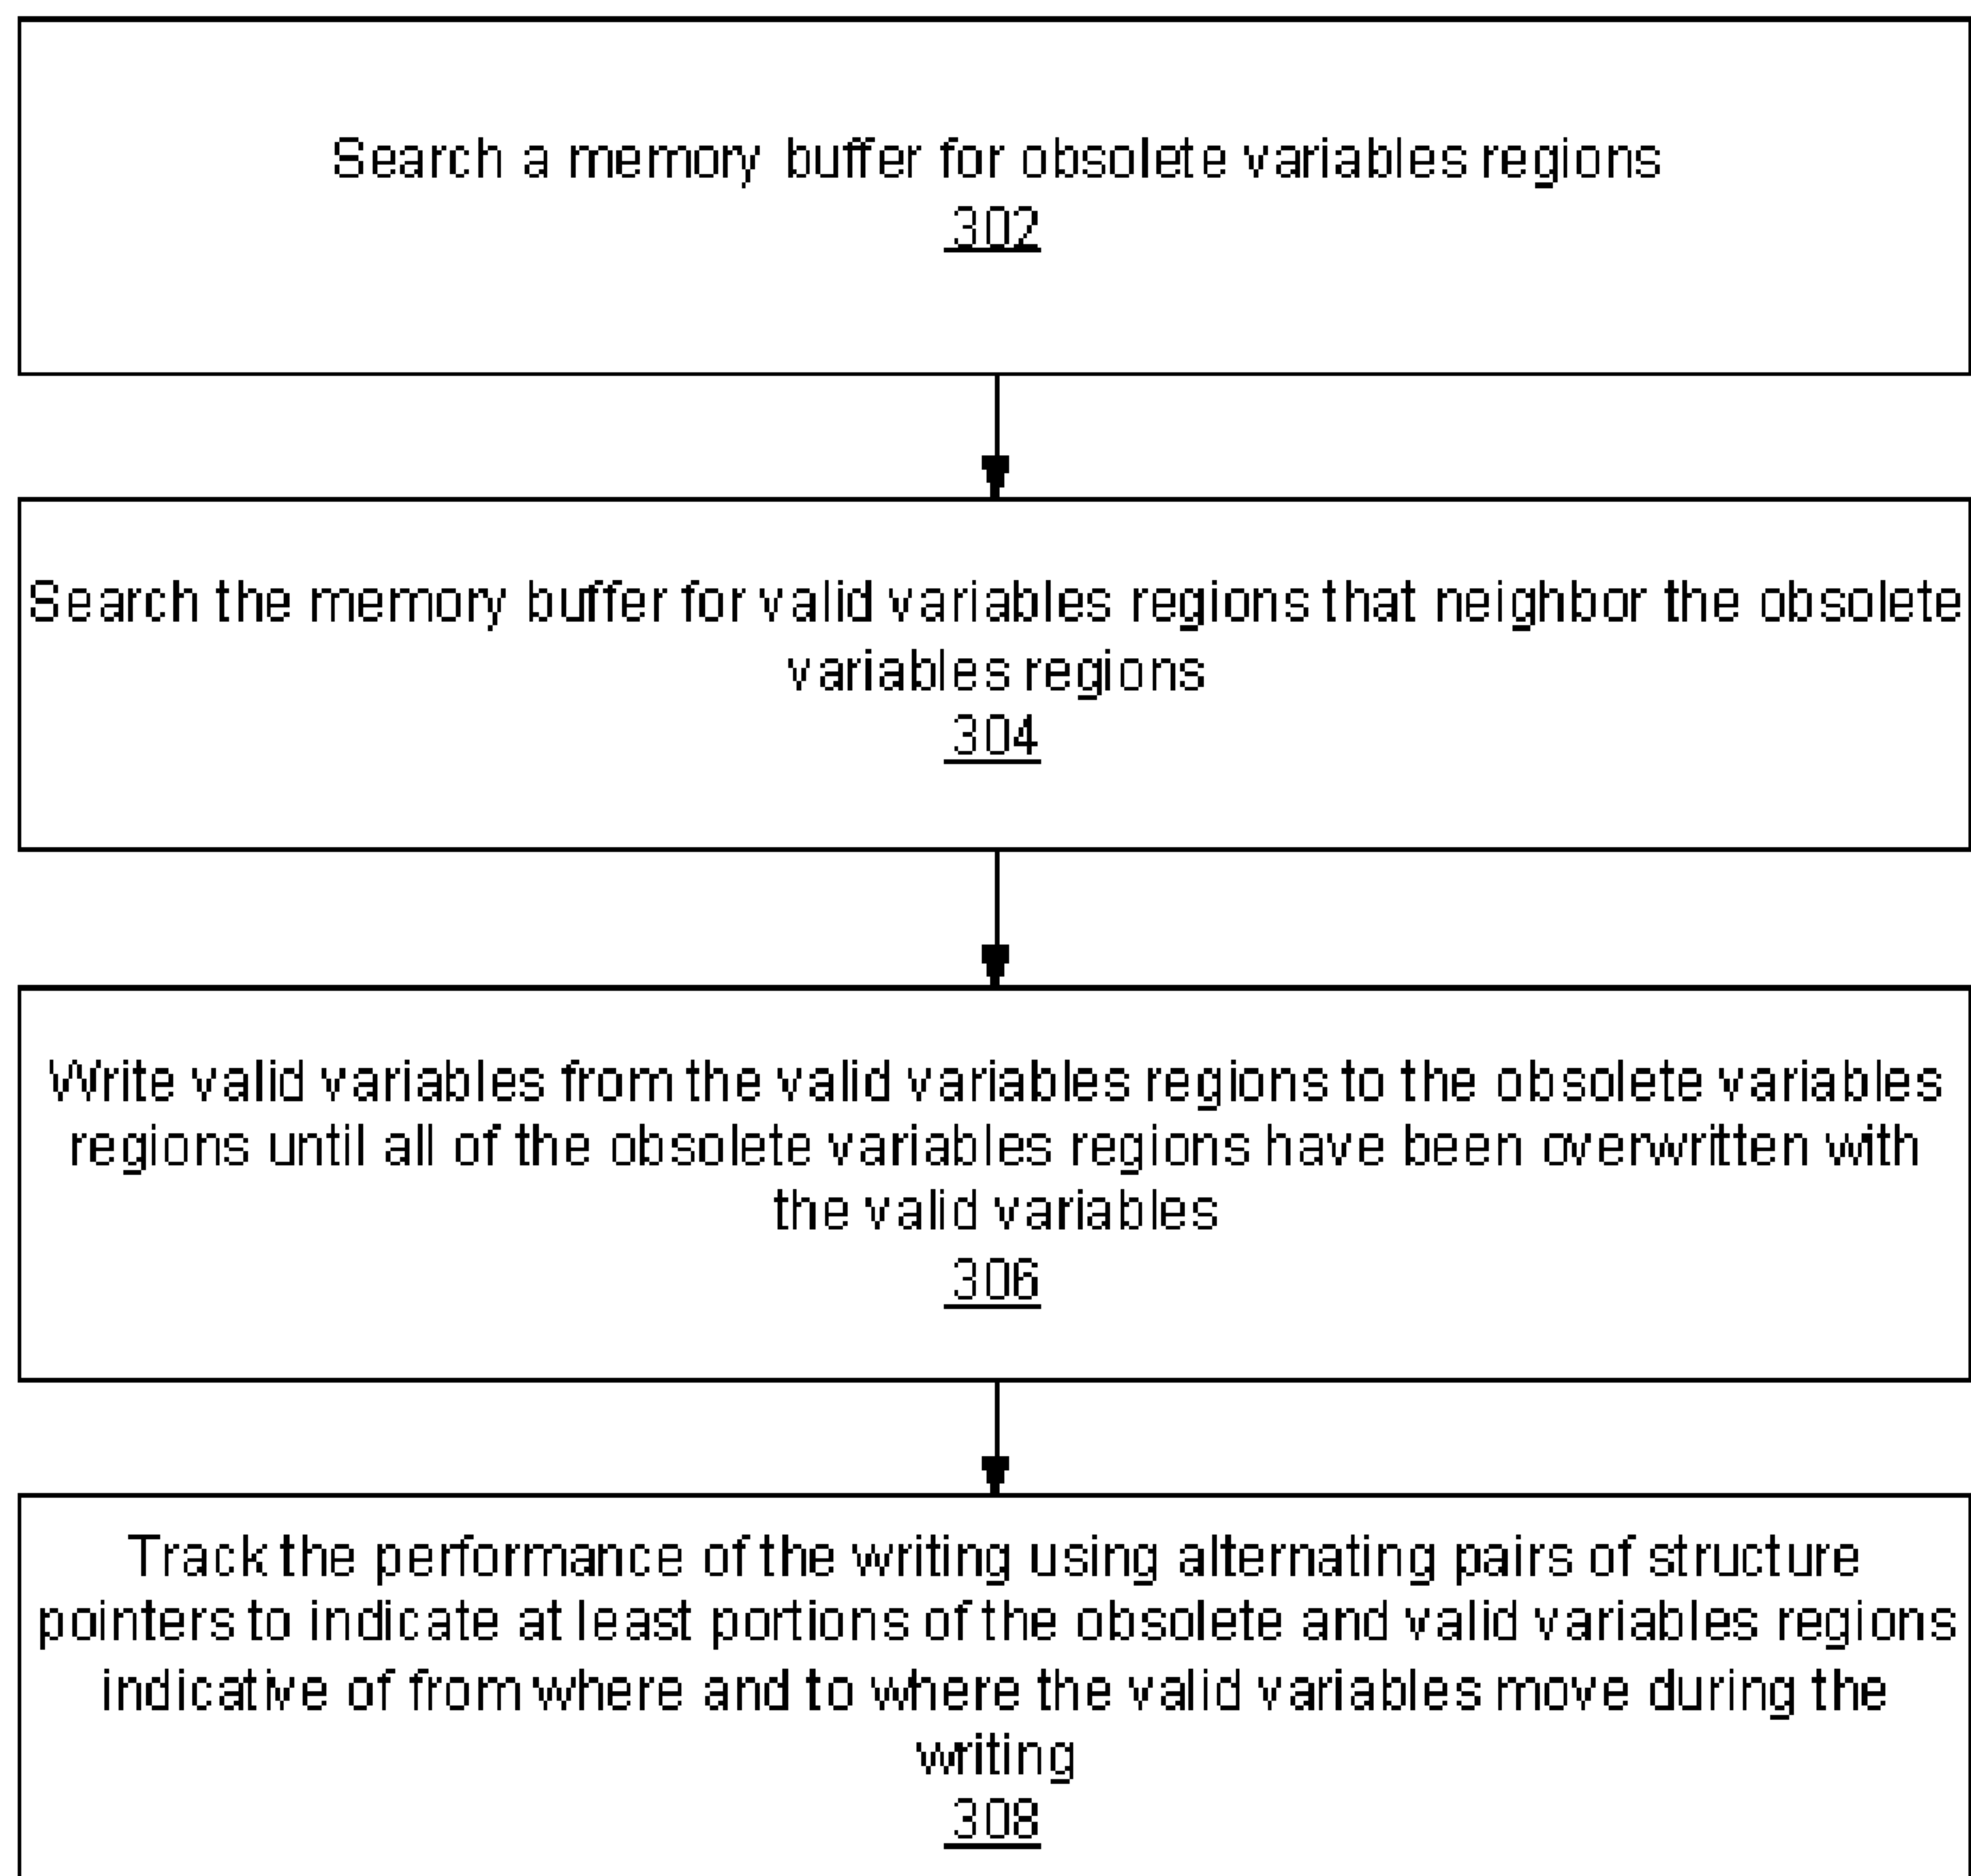 Search a memory buffer for obsolete variables regions
302
Search the memory buffer for valid variables regions that neighbor the obsolete
variables regions
304
Write valid variables from the valid variables regions to the obsolete variables
regions until all of the obsolete variables regions have been overwritten with
the valid variables
306
Track the performance of the writing using alternating pairs of structure
pointers to indicate at least portions of the obsolete and valid variables regions
indicative of from where and to where the valid variables move during the
writing
308